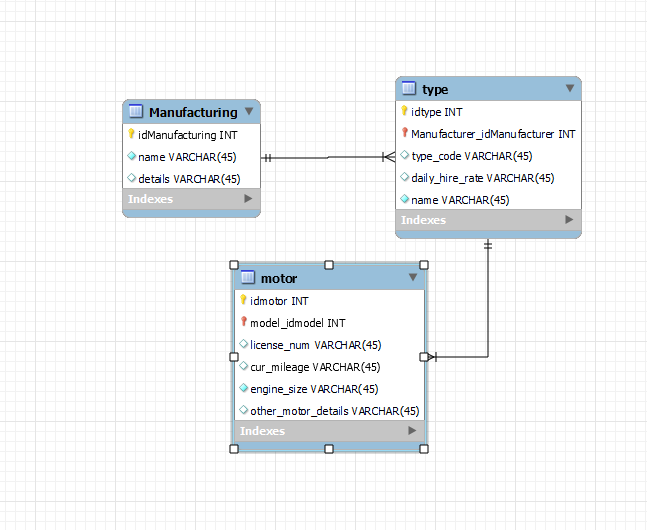 Manufacturing
idManufacturing INT
name VARCHAR(45)
details VARCHAR(45)
Indexes
type
idtype INT
Manufacturer_idManufacturer INT
type_code VARCHAR(45)
daily_hire_rate VARCHAR(45)
name VARCHAR(45)
Indexes
motor
idmotor INT
model_idmodel INT
license_num VARCHAR(45)
cur_mileage VARCHAR(45)
engine_size VARCHAR(45)
other_motor_details VARCHAR(45)
Indexes